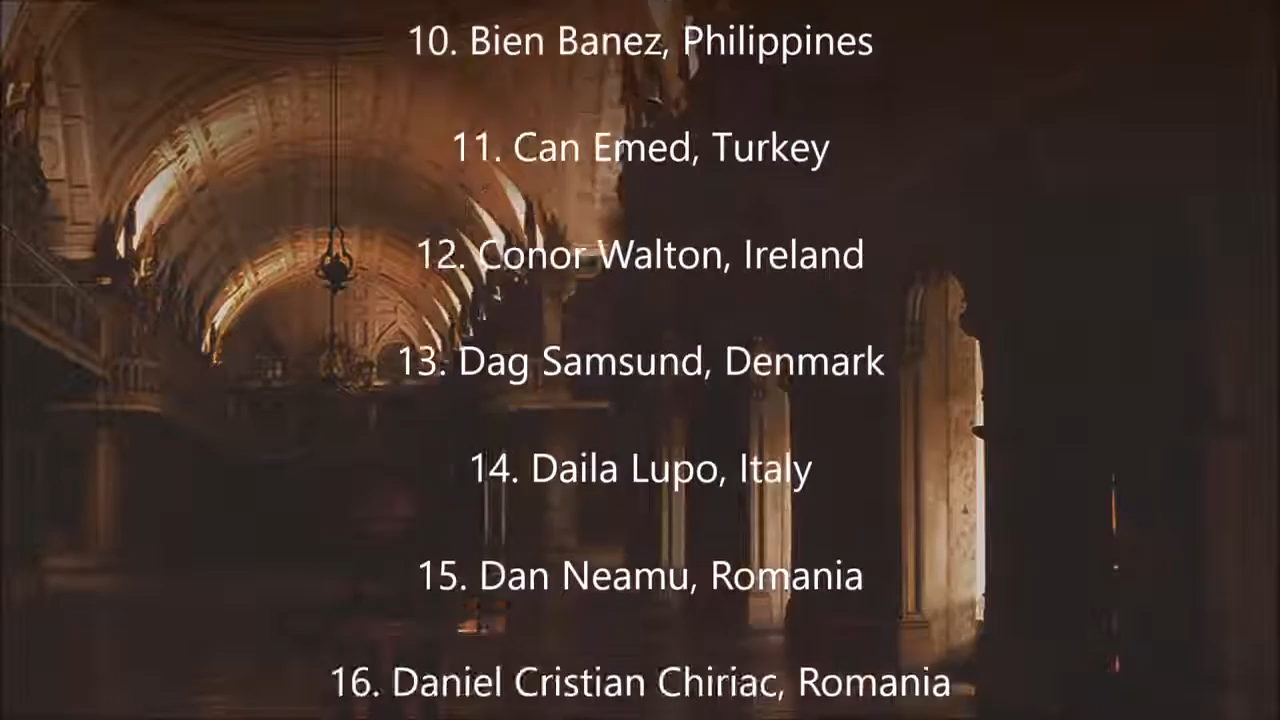 10. Bien Banez, Philippines
11. Can Emed, Turkey
12. Conor Walton, Ireland
13. Dag Samsund, Denmark
14. Daila Lupo, Italy
15. Dan Neamu, Romania
16. Daniel Cristian Chiriac, Romania